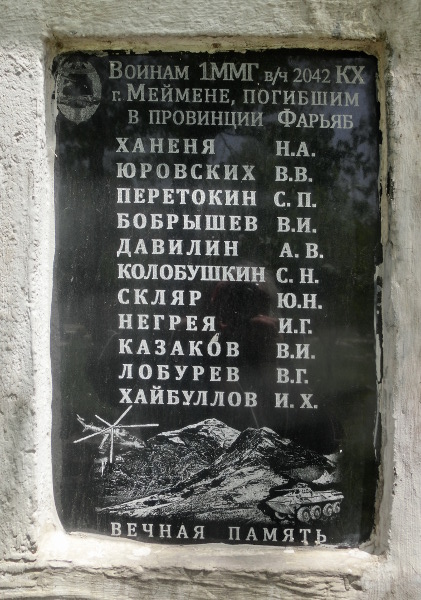 Воинам 1ММГ в/ч 2042 КХ
г. Меймене, погибшим
в провинции Фарьяб
ХАНЕНЯ Н.А.
ЮРОВСКИХ В.В.
ПЕРЕТОКИН С. П.
БОБРЫШЕВ В.И.
ДАВИЛИН А. В.
КОЛОБУШКИН С. Н.
СКЛЯР Ю.Н.
НЕГРЕЯ И.Г.
КАЗАКОВ В.И.
ЛОБУРЕВ В.Г.
ХАЙБУЛЛОВ И. Х.
ВЕЧНАЯ ПАМЯТЬ